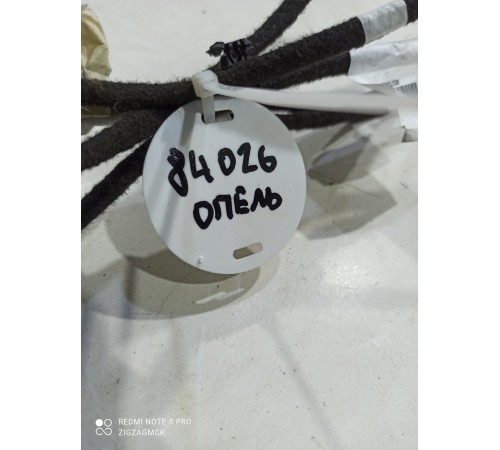 84026
ОПЕЛЬ
REDMI NOTE 8 PRO
ZIGZAGMCK